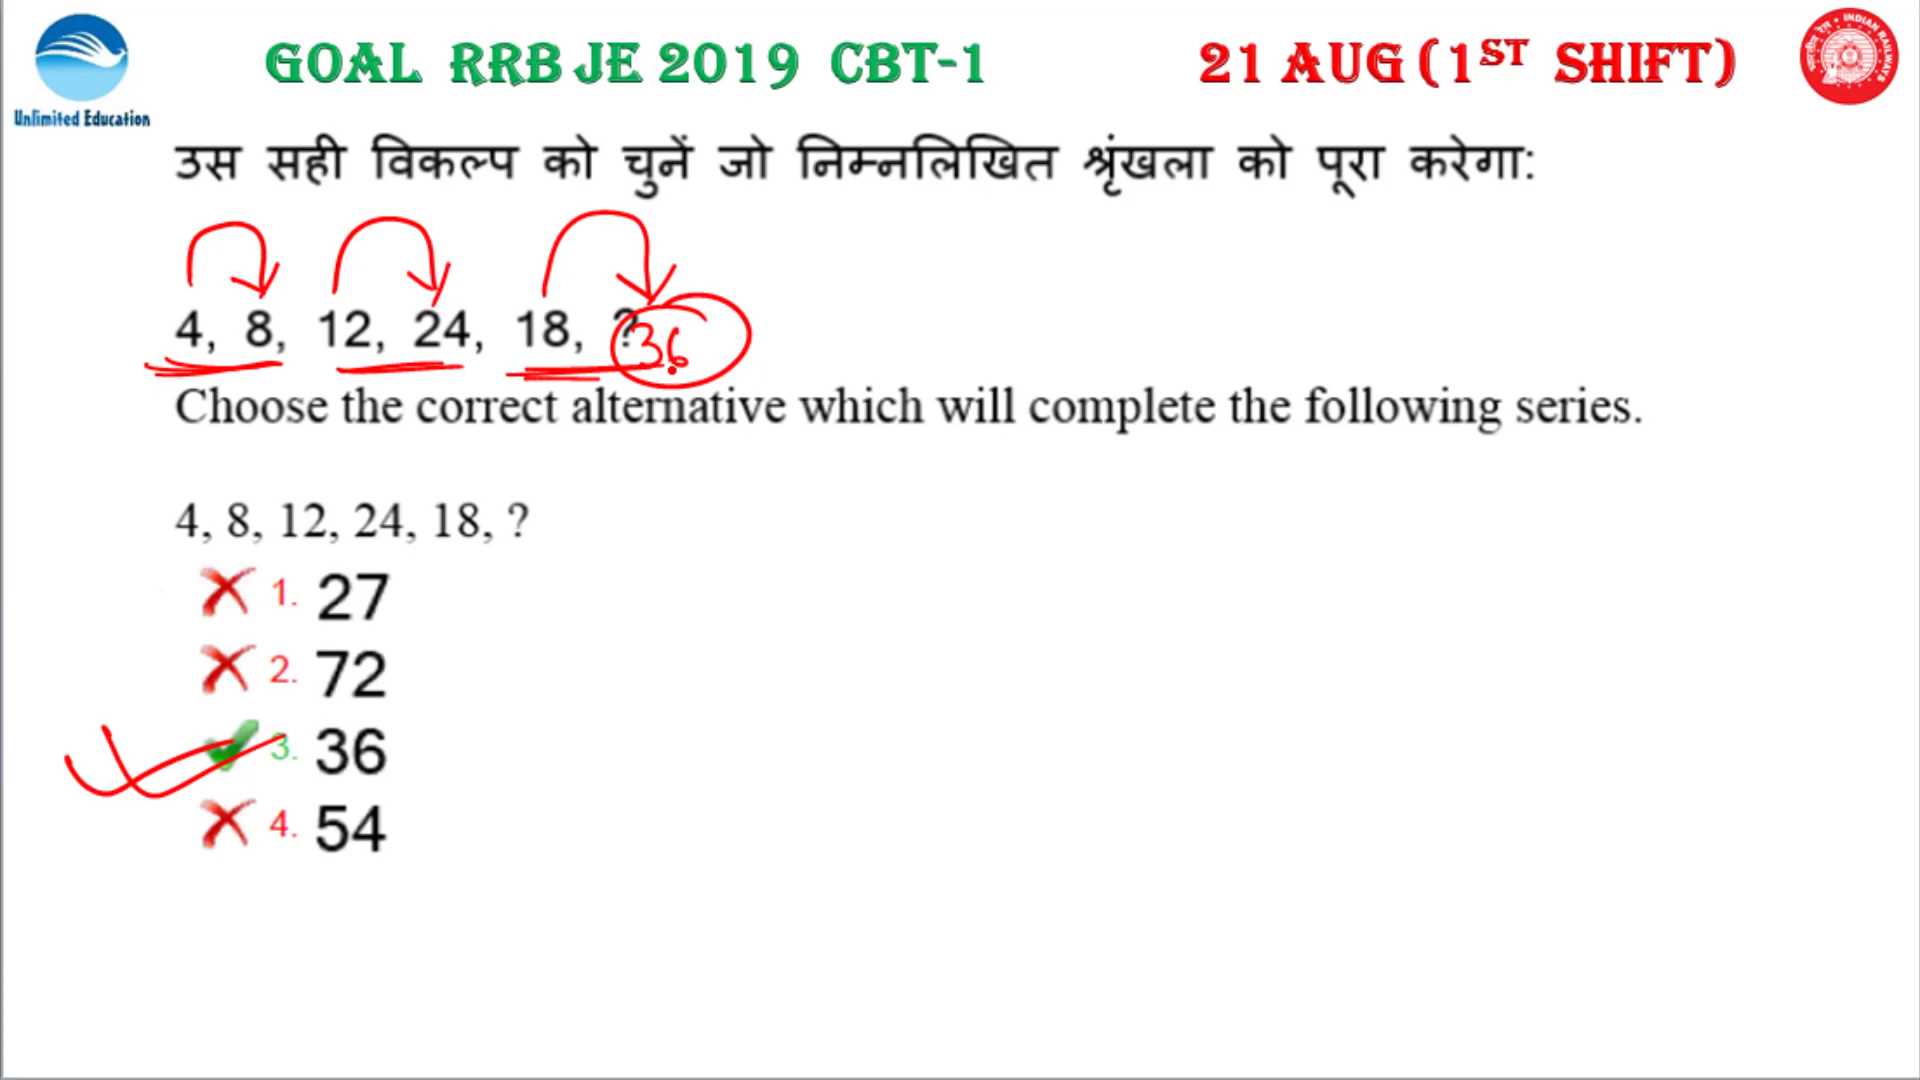 GOAL RRB JE 2019 CBT-1 21 AUG (1ST SHIFT)
Unlimited Education
उस सही विकल्प को चुनें जो निम्नलिखित श्रृंखला को पूरा करेगा:
4, 8, 12, 24, 18, ?
36
Choose the correct alternative which will complete the following series.
4, 8, 12, 24, 18, ?
1. 27
2. 72
3. 36
4. 54